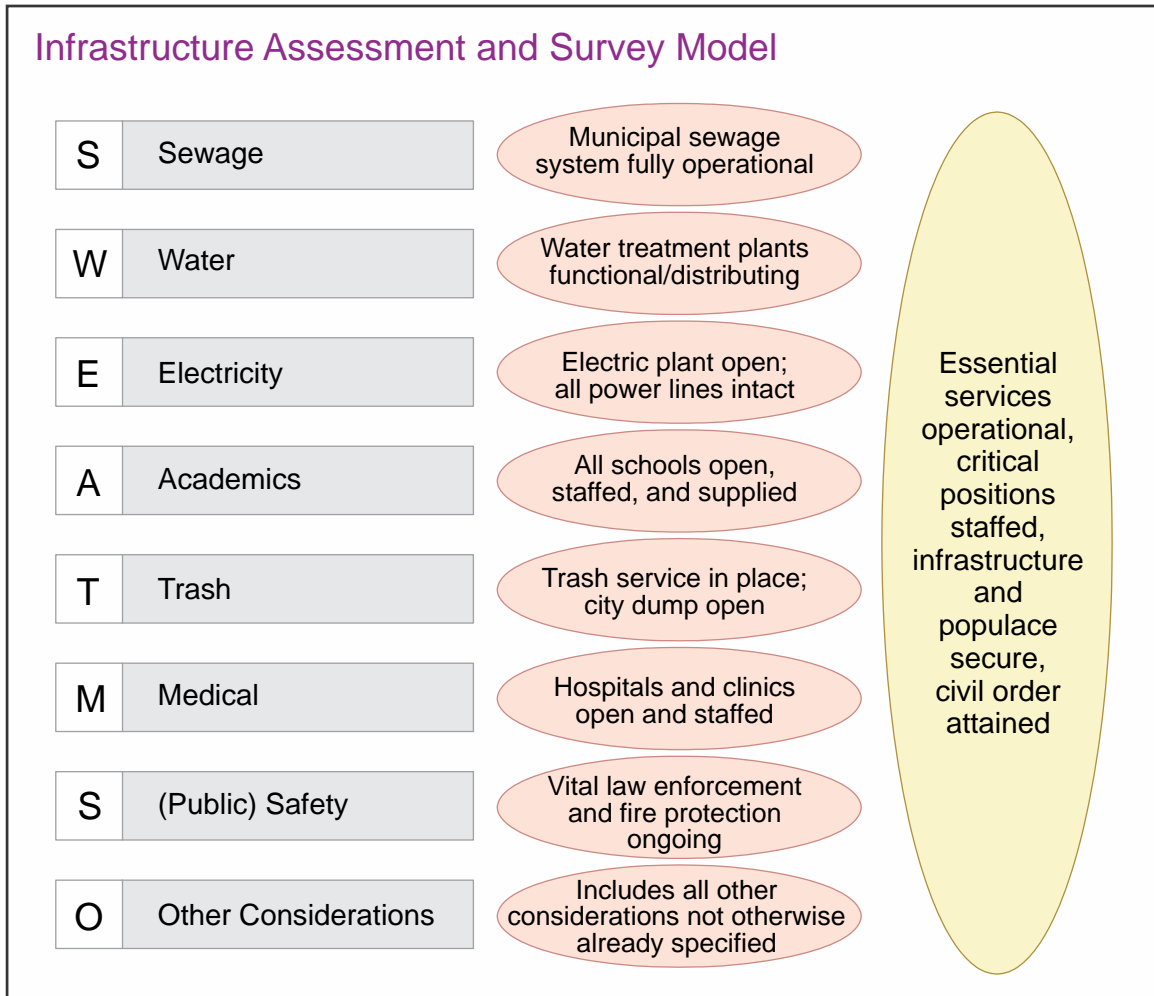 Infrastructure Assessment and Survey Model
S Sewage
Municipal sewage
system fully operational
W Water
Water treatment plants
functional/distributing
E Electricity
Electric plant open;
all power lines intact
A Academics
All schools open,
staffed, and supplied
T Trash
Trash service in place;
city dump open
M Medical
Hospitals and clinics
open and staffed
S (Public) Safety
Vital law enforcement
and fire protection
ongoing
O Other Considerations
Includes all other
considerations not otherwise
already specified
Essential
services
operational,
critical
positions
staffed,
infrastructure
and
populace
secure,
civil order
attained